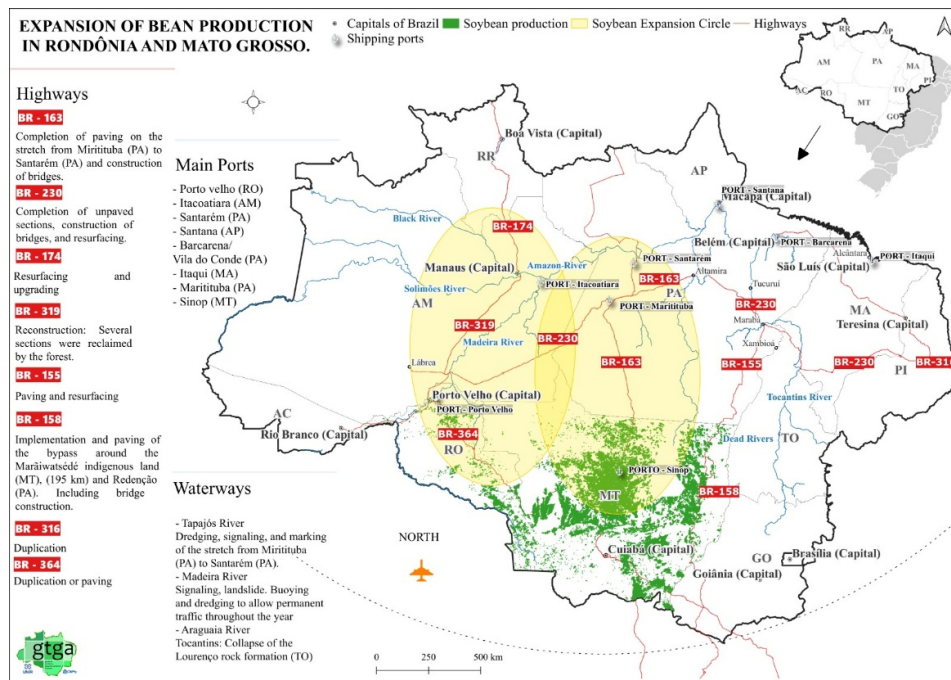 EXPANSION OF BEAN PRODUCTION
IN RONDÔNIA AND MATO GROSSO.
Capitals of Brazil
Soybean production
Soybean Expansion Circle
Highways
Shipping ports
Highways
BR - 163
Completion of paving on the
stretch from Miritituba (PA) to
Santarém (PA) and construction
of bridges.
BR - 230
Completion of unpaved
sections, construction of
bridges, and resurfacing.
BR - 174
Resurfacing and
upgrading
BR - 319
Reconstruction: Several
sections were reclaimed
by the forest.
BR - 155
Paving and resurfacing
BR - 158
Implementation and paving of
the bypass around the
Marãiwatsédé indigenous land
(MT), (195 km) and Redenção
(PA). Including bridge
construction.
BR - 316
Duplication
BR - 364
Duplication or paving
gtga
Main Ports
- Porto velho (RO)
- Itacoatiara (AM)
- Santarém (PA)
- Santana (AP)
- Barcarena/
Vila do Conde (PA)
- Itaqui (MA)
- Marituba (PA)
- Sinop (MT)
Waterways
- Tapajós River
Dredging, signaling, and marking
of the stretch from Miritituba
(PA) to Santarém (PA).
- Madeira River
Signaling, landslide. Buoying
and dredging to allow permanent
traffic throughout the year
- Araguaia River
Tocantins: Collapse of the
Lourenço rock formation (TO)
NORTH
0 250 500 km
RR
AP
AM
PA
MA
PI
AC
RO
TO
MT
GO
Boa Vista (Capital)
RR
AP
PORT - Santana
Macapá (Capital)
Black River
BR-174
Belém (Capital)
PORT - Barcarena
Alcântara
PORT - Itaqui
São Luís (Capital)
Manaus (Capital)
Amazon-River
PORT - Santarem
BR-163
Altamira
PORT - Itacoatiara
Solimões River
Tucuruí
AM
PA
PORT - Maritituba
BR-230
MA
Teresina (Capital)
BR-319
Marabá
Madeira River
BR-230
Xambioá
Lábrea
BR-163
BR-155
BR-230
BR-316
PI
Porto Velho (Capital)
PORT - Porto Velho
Tocantins River
AC
Rio Branco (Capital)
BR-364
RO
Dead Rivers
TO
PORTO - Sinop
MT
BR-158
Cuiabá (Capital)
GO
Brasília (Capital)
Goiânia (Capital)